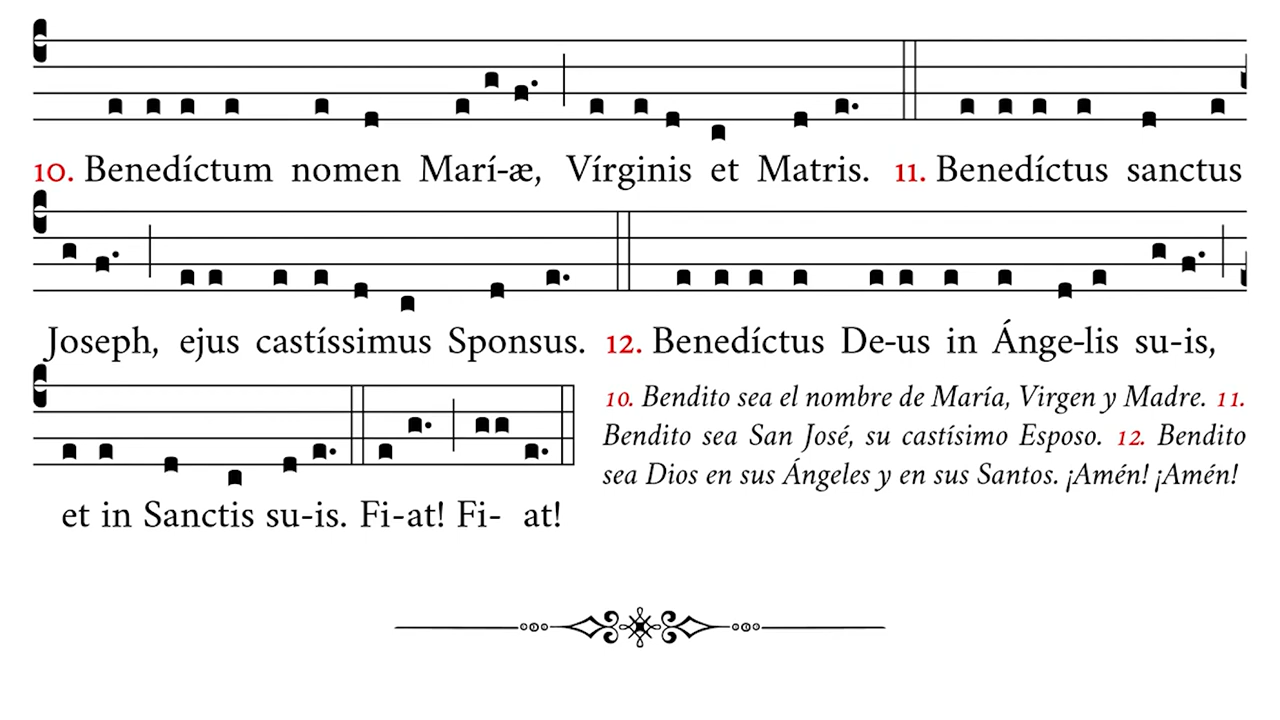 10. Benedíctum nomen Marí-æ, Vírginis et Matris. 11. Benedíctus sanctus
Joseph, ejus castíssimus Sponsus. 12. Benedíctus De-us in Ánge-lis su-is,
et in Sanctis su-is. Fi-at! Fi- at!
10. Bendito sea el nombre de María, Virgen y Madre. 11.
Bendito sea San José, su castísimo Esposo. 12. Bendito
sea Dios en sus Ángeles y en sus Santos. ¡Amén! ¡Amén!